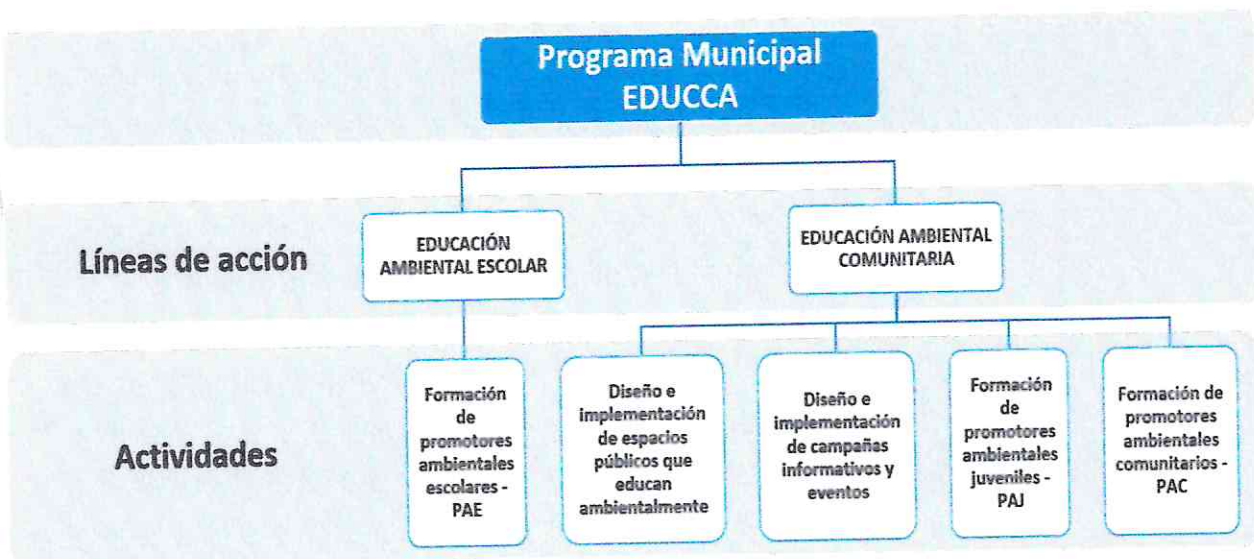 Programa Municipal
EDUCCA
Líneas de acción
EDUCACIÓN
AMBIENTAL ESCOLAR
EDUCACIÓN AMBIENTAL
COMUNITARIA
Actividades
Formación
de
promotores
ambientales
escolares -
PAE
Diseño e
implementación
de espacios
públicos que
educan
ambientalmente
Diseño e
implementación
de campañas
informativos y
eventos
Formación
de
promotores
ambientales
juveniles -
PAJ
Formación de
promotores
ambientales
comunitarios -
PAC